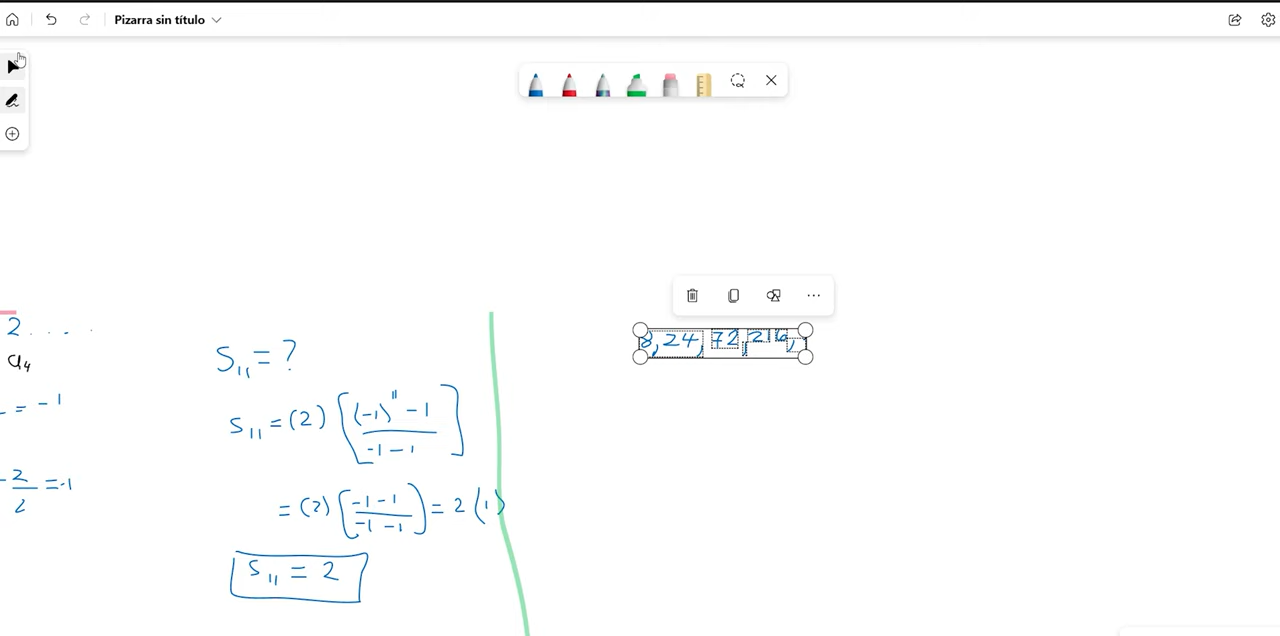 Pizarra sin título
2 . . . .
a₄
= -1
-2/2 = -1
S₁₁ = ?
S₁₁ = (2) [((-1)¹¹ - 1)/(-1 - 1)]
= (2) [(-1 - 1)/(-1 - 1)] = 2 (1)
S₁₁ = 2
8, 24, 72, 216,